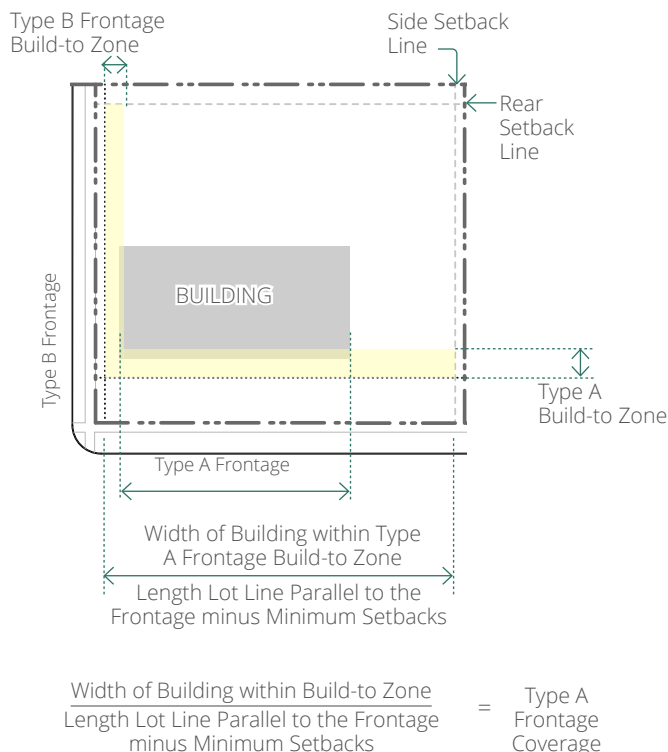 Type B Frontage
Build-to Zone
Side Setback
Line
Rear
Setback
Line
BUILDING
Type B Frontage
Type A
Build-to Zone
Type A Frontage
Width of Building within Type
A Frontage Build-to Zone
Length Lot Line Parallel to the
Frontage minus Minimum Setbacks
Width of Building within Build-to Zone
Length Lot Line Parallel to the Frontage
minus Minimum Setbacks
=
Type A
Frontage
Coverage